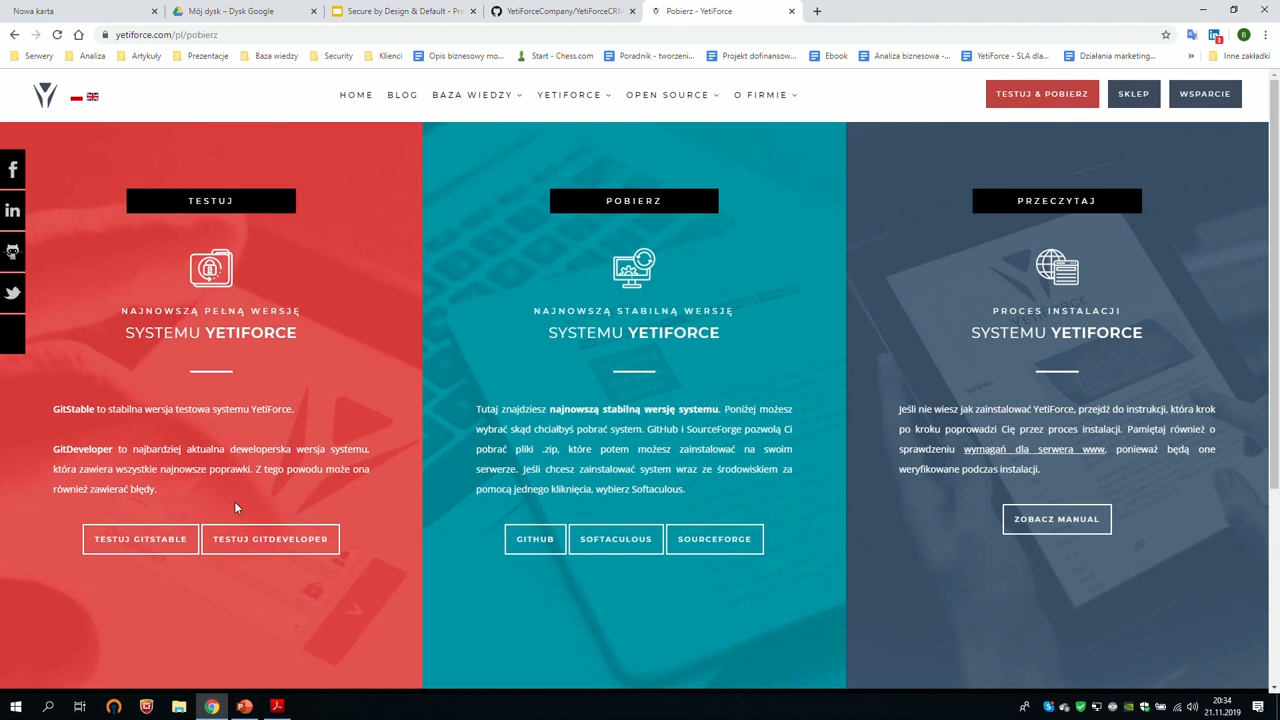 Nowa karta
Mój dysk – Dysk Google
Secure by Design & Default - Pre
YetiForceCompany/YetiForceCRM
Pobierz - YetiForce
yetiforce.com/pl/pobierz
Serwery
Analiza
Artykuły
Prezentacje
Baza wiedzy
Security
Klienci
Opis biznesowy mo...
Start - Chess.com
Poradnik - tworzeni...
Projekt dofinansow...
Ebook
Analiza biznesowa -...
YetiForce - SLA dla...
Działania marketing...
Inne zakładki
HOME
BLOG
BAZA WIEDZY
YETIFORCE
OPEN SOURCE
O FIRMIE
TESTUJ & POBIERZ
SKLEP
WSPARCIE
TESTUJ
NAJNOWSZĄ PEŁNĄ WERSJĘ
SYSTEMU YETIFORCE
GitStable to stabilna wersja testowa systemu YetiForce.
GitDeveloper to najbardziej aktualna deweloperska wersja systemu,
która zawiera wszystkie najnowsze poprawki. Z tego powodu może ona
również zawierać błędy.
TESTUJ GITSTABLE
TESTUJ GITDEVELOPER
POBIERZ
NAJNOWSZĄ STABILNĄ WERSJĘ
SYSTEMU YETIFORCE
Tutaj znajdziesz najnowszą stabilną wersję systemu. Poniżej możesz
wybrać skąd chciałbyś pobrać system. GitHub i SourceForge pozwolą Ci
pobrać pliki .zip, które potem możesz zainstalować na swoim
serwerze. Jeśli chcesz zainstalować system wraz ze środowiskiem za
pomocą jednego kliknięcia, wybierz Softaculous.
GITHUB
SOFTACULOUS
SOURCEFORGE
PRZECZYTAJ
PROCES INSTALACJI
SYSTEMU YETIFORCE
Jeśli nie wiesz jak zainstalować YetiForce, przejdź do instrukcji, która krok
po kroku poprowadzi Cię przez proces instalacji. Pamiętaj również o
sprawdzeniu wymagań dla serwera www, ponieważ będą one
weryfikowane podczas instalacji.
ZOBACZ MANUAL
20:34
21.11.2019